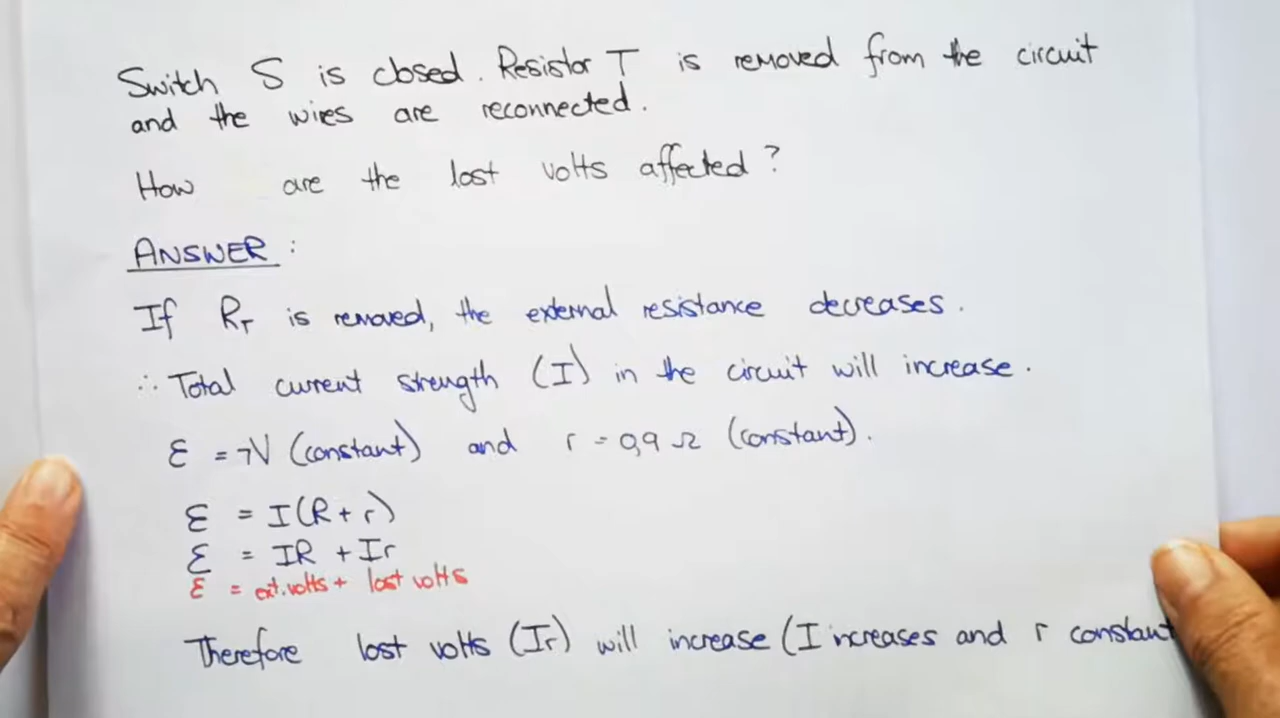 Switch S is closed. Resistor T is removed from the circuit
and the wires are reconnected.
How are the lost volts affected?
ANSWER:
If R_T is removed, the external resistance decreases.
∴ Total current strength (I) in the circuit will increase.
Ɛ = 7V (constant) and r = 0,9 Ω (constant).
Ɛ = I(R + r)
Ɛ = IR + Ir
Ɛ = ext.volts + lost volts
Therefore lost volts (Ir) will increase (I increases and r constant